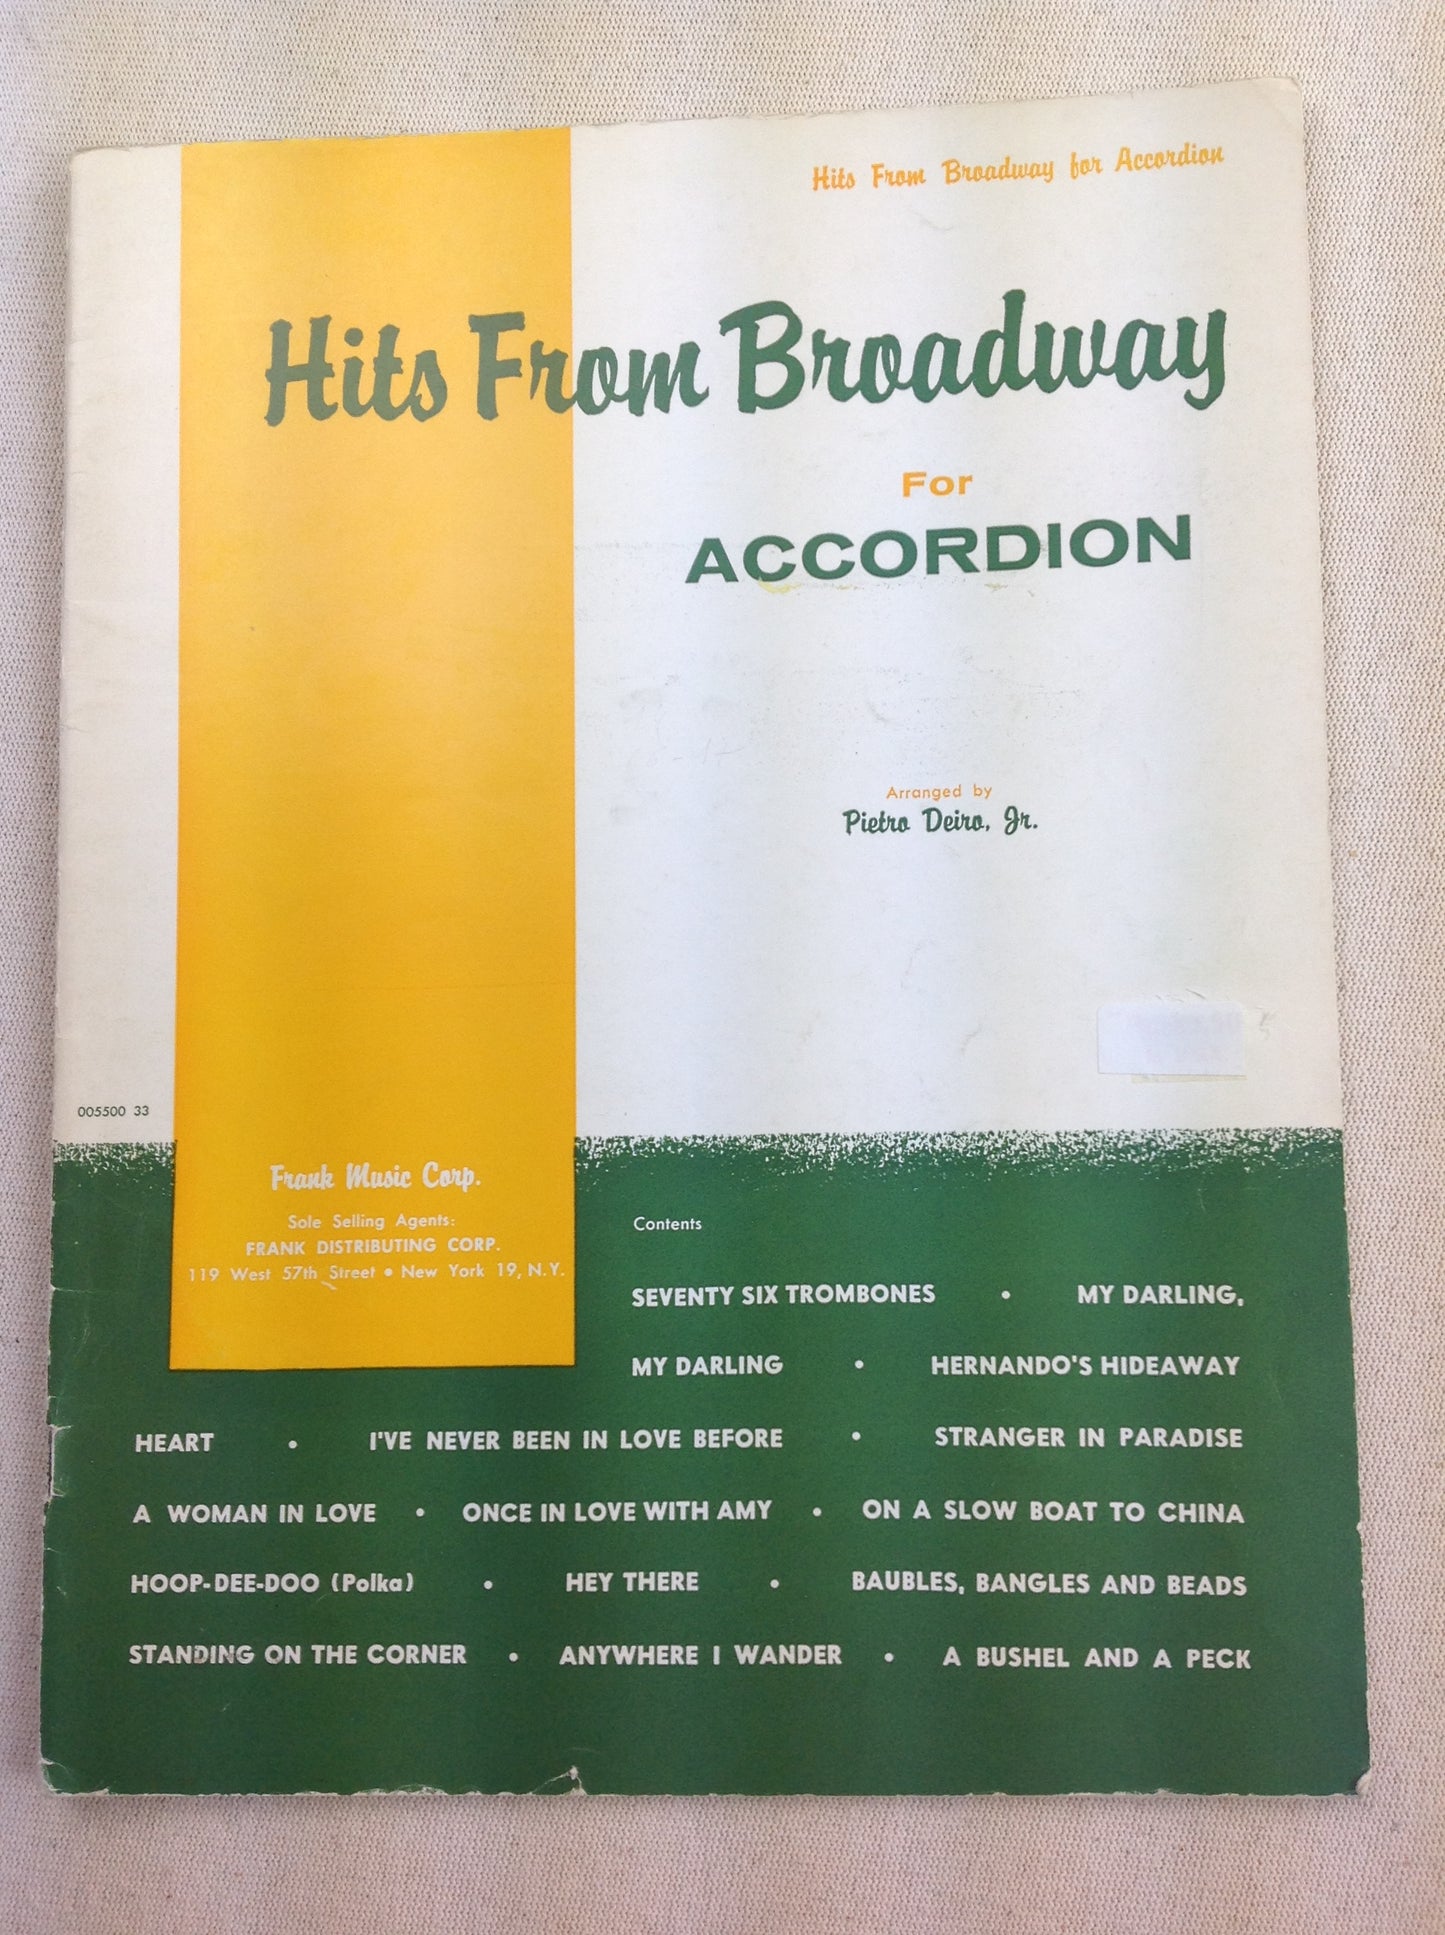 Hits From Broadway for Accordion
Hits From Broadway
For
ACCORDION
Arranged by
Pietro Deiro, Jr.
005500 33
Frank Music Corp.
Sole Selling Agents:
FRANK DISTRIBUTING CORP.
119 West 57th Street • New York 19, N.Y.
Contents
SEVENTY SIX TROMBONES • MY DARLING,
MY DARLING • HERNANDO'S HIDEAWAY
HEART • I'VE NEVER BEEN IN LOVE BEFORE • STRANGER IN PARADISE
A WOMAN IN LOVE • ONCE IN LOVE WITH AMY • ON A SLOW BOAT TO CHINA
HOOP-DEE-DOO (Polka) • HEY THERE • BAUBLES, BANGLES AND BEADS
STANDING ON THE CORNER • ANYWHERE I WANDER • A BUSHEL AND A PECK